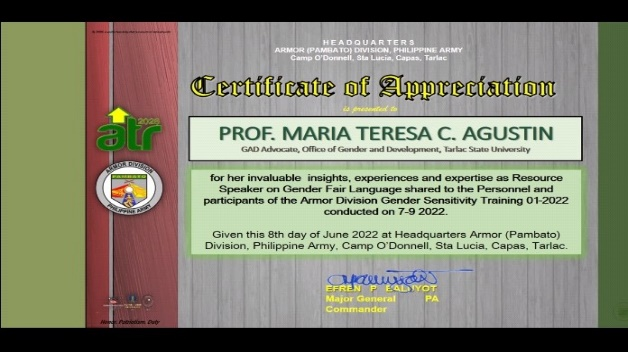 HEADQUARTERS
ARMOR (PAMBATO) DIVISION, PHILIPPINE ARMY
Camp O'Donnell, Sta Lucia, Capas, Tarlac
Certificate of Appreciation
is presented to
PROF. MARIA TERESA C. AGUSTIN
GAD Advocate, Office of Gender and Development, Tarlac State University
for her invaluable insights, experiences and expertise as Resource
Speaker on Gender Fair Language shared to the Personnel and
participants of the Armor Division Gender Sensitivity Training 01-2022
conducted on 7-9 2022.
Given this 8th day of June 2022 at Headquarters Armor (Pambato)
Division, Philippine Army, Camp O'Donnell, Sta Lucia, Capas, Tarlac.
EFREN P BALUYOT
Major General PA
Commander
2028
atr
ARMOR DIVISION
PAMBATO
PHILIPPINE ARMY
Honor, Patriotism, Duty